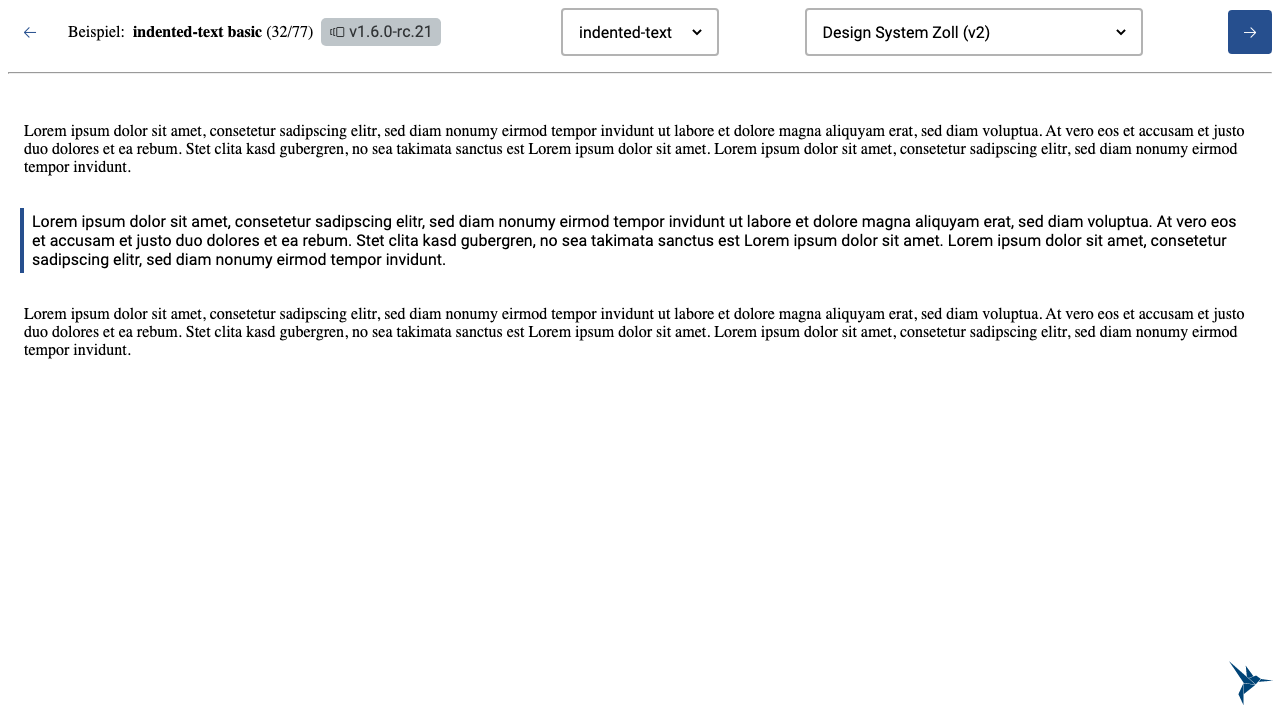 Beispiel: indented-text basic (32/77) v1.6.0-rc.21 indented-text Design System Zoll (v2)
Lorem ipsum dolor sit amet, consetetur sadipscing elitr, sed diam nonumy eirmod tempor invidunt ut labore et dolore magna aliquyam erat, sed diam voluptua. At vero eos et accusam et justo
duo dolores et ea rebum. Stet clita kasd gubergren, no sea takimata sanctus est Lorem ipsum dolor sit amet. Lorem ipsum dolor sit amet, consetetur sadipscing elitr, sed diam nonumy eirmod
tempor invidunt.
Lorem ipsum dolor sit amet, consetetur sadipscing elitr, sed diam nonumy eirmod tempor invidunt ut labore et dolore magna aliquyam erat, sed diam voluptua. At vero eos
et accusam et justo duo dolores et ea rebum. Stet clita kasd gubergren, no sea takimata sanctus est Lorem ipsum dolor sit amet. Lorem ipsum dolor sit amet, consetetur
sadipscing elitr, sed diam nonumy eirmod tempor invidunt.
Lorem ipsum dolor sit amet, consetetur sadipscing elitr, sed diam nonumy eirmod tempor invidunt ut labore et dolore magna aliquyam erat, sed diam voluptua. At vero eos et accusam et justo
duo dolores et ea rebum. Stet clita kasd gubergren, no sea takimata sanctus est Lorem ipsum dolor sit amet. Lorem ipsum dolor sit amet, consetetur sadipscing elitr, sed diam nonumy eirmod
tempor invidunt.